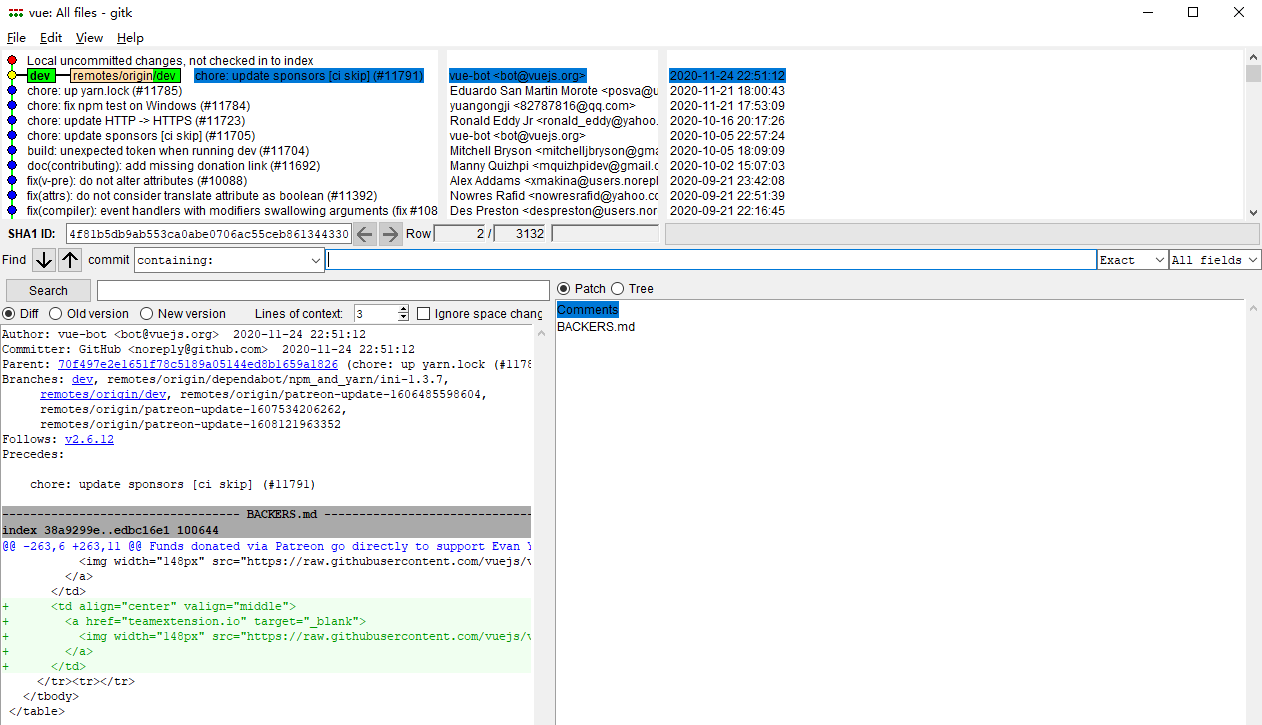 vue: All files - gitk
File Edit View Help
Local uncommitted changes, not checked in to index
dev remotes/origin/dev chore: update sponsors [ci skip] (#11791) vue-bot <bot@vuejs.org> 2020-11-24 22:51:12
chore: up yarn.lock (#11785) Eduardo San Martin Morote <posva@u 2020-11-21 18:00:43
chore: fix npm test on Windows (#11784) yuangongji <82787816@qq.com> 2020-11-21 17:53:09
chore: update HTTP -> HTTPS (#11723) Ronald Eddy Jr <ronald_eddy@yahoo. 2020-10-16 20:17:26
chore: update sponsors [ci skip] (#11705) vue-bot <bot@vuejs.org> 2020-10-05 22:57:24
build: unexpected token when running dev (#11704) Mitchell Bryson <mitchelljbryson@gma 2020-10-05 18:09:09
doc(contributing): add missing donation link (#11692) Manny Quizhpi <mquizhpidev@gmail.c 2020-10-02 15:07:03
fix(v-pre): do not alter attributes (#10088) Alex Addams <xmakina@users.norepl 2020-09-21 23:42:08
fix(attrs): do not consider translate attribute as boolean (#11392) Nowres Rafid <nowresrafid@yahoo.co 2020-09-21 22:51:39
fix(compiler): event handlers with modifiers swallowing arguments (fix #108 Des Preston <despreston@users.nor 2020-09-21 22:16:45
SHA1 ID: 4f81b5db9ab553ca0abe0706ac55ceb861344330 Row 2 / 3132
Find commit containing: Exact All fields
Search
Patch Tree
Diff Old version New version Lines of context: 3 Ignore space chang
Comments
BACKERS.md
Author: vue-bot <bot@vuejs.org>  2020-11-24 22:51:12
Committer: GitHub <noreply@github.com>  2020-11-24 22:51:12
Parent: 70f497e2e1651f78c5189a05144ed8b1659a1826 (chore: up yarn.lock (#1178
Branches: dev, remotes/origin/dependabot/npm_and_yarn/ini-1.3.7,
remotes/origin/dev, remotes/origin/patreon-update-1606485598604,
remotes/origin/patreon-update-1607534206262,
remotes/origin/patreon-update-1608121963352
Follows: v2.6.12
Precedes:
chore: update sponsors [ci skip] (#11791)
---------------------------------- BACKERS.md ------------------------------
index 38a9299e..edbc16e1 100644
@@ -263,6 +263,11 @@ Funds donated via Patreon go directly to support Evan Y
<img width="148px" src="https://raw.githubusercontent.com/vuejs/v
</a>
</td>
+ <td align="center" valign="middle">
+ <a href="teamextension.io" target="_blank">
+ <img width="148px" src="https://raw.githubusercontent.com/vuejs/v
+ </a>
+ </td>
</tr><tr></tr>
</tbody>
</table>